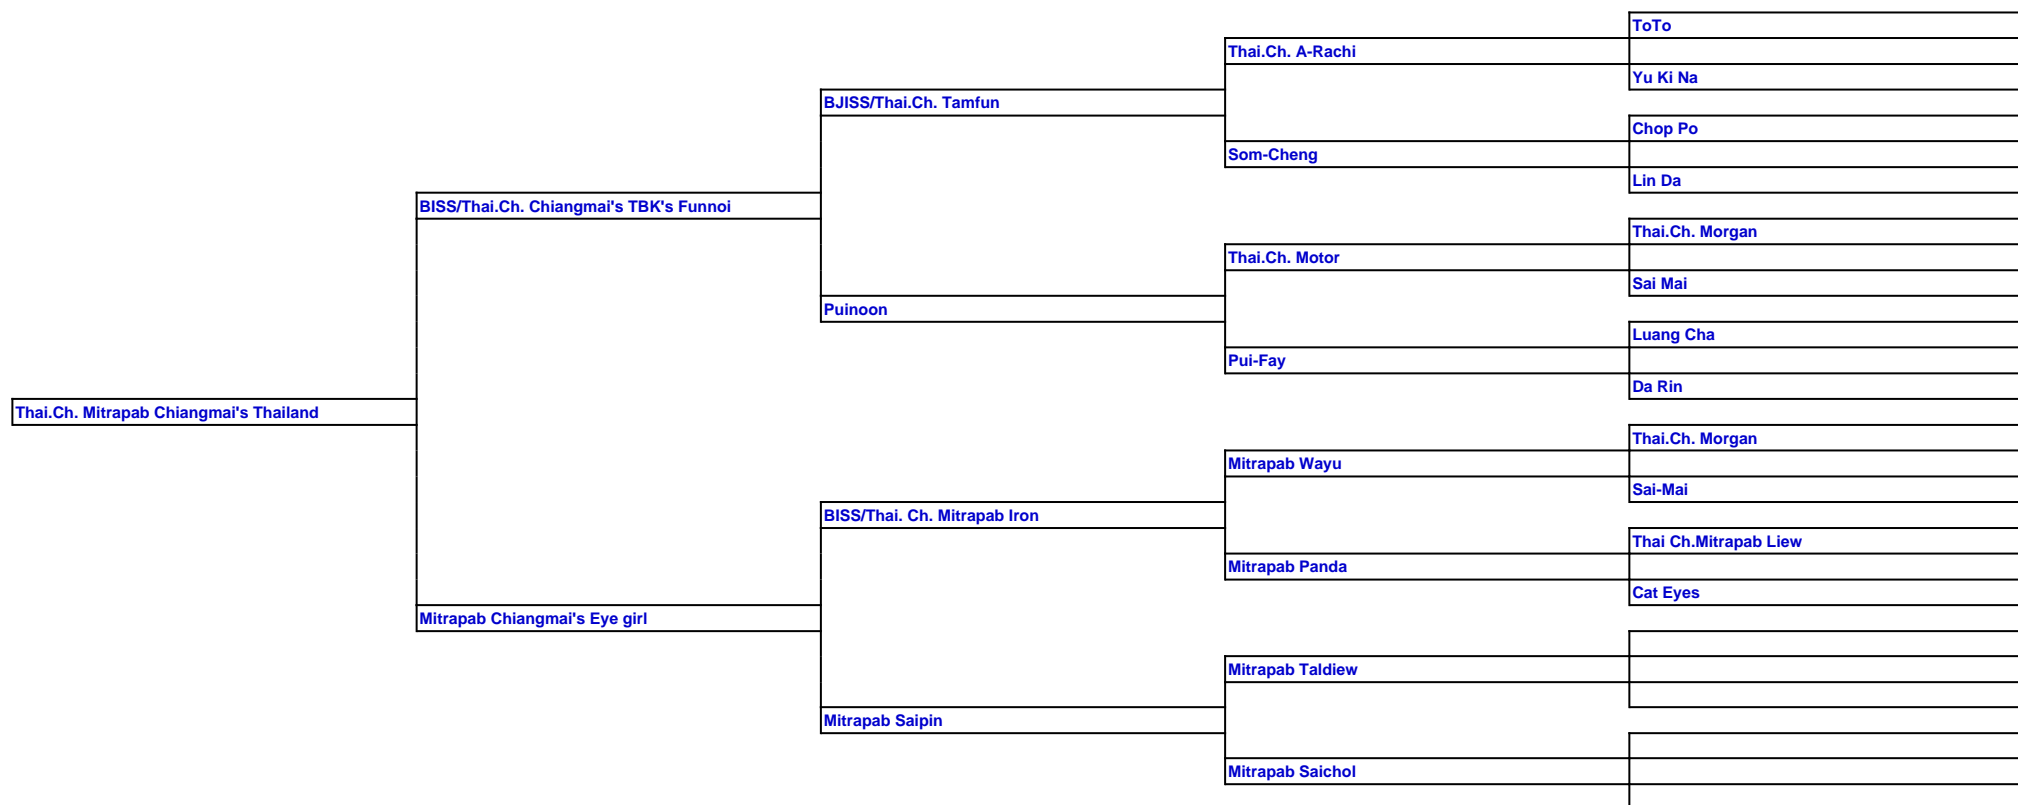 ToTo
Thai.Ch. A-Rachi
Yu Ki Na
BJISS/Thai.Ch. Tamfun
Chop Po
Som-Cheng
Lin Da
BISS/Thai.Ch. Chiangmai's TBK's Funnoi
Thai.Ch. Morgan
Thai.Ch. Motor
Sai Mai
Puinoon
Luang Cha
Pui-Fay
Da Rin
Thai.Ch. Mitrapab Chiangmai's Thailand
Thai.Ch. Morgan
Mitrapab Wayu
Sai-Mai
BISS/Thai. Ch. Mitrapab Iron
Thai Ch.Mitrapab Liew
Mitrapab Panda
Cat Eyes
Mitrapab Chiangmai's Eye girl
Mitrapab Taldiew
Mitrapab Saipin
Mitrapab Saichol